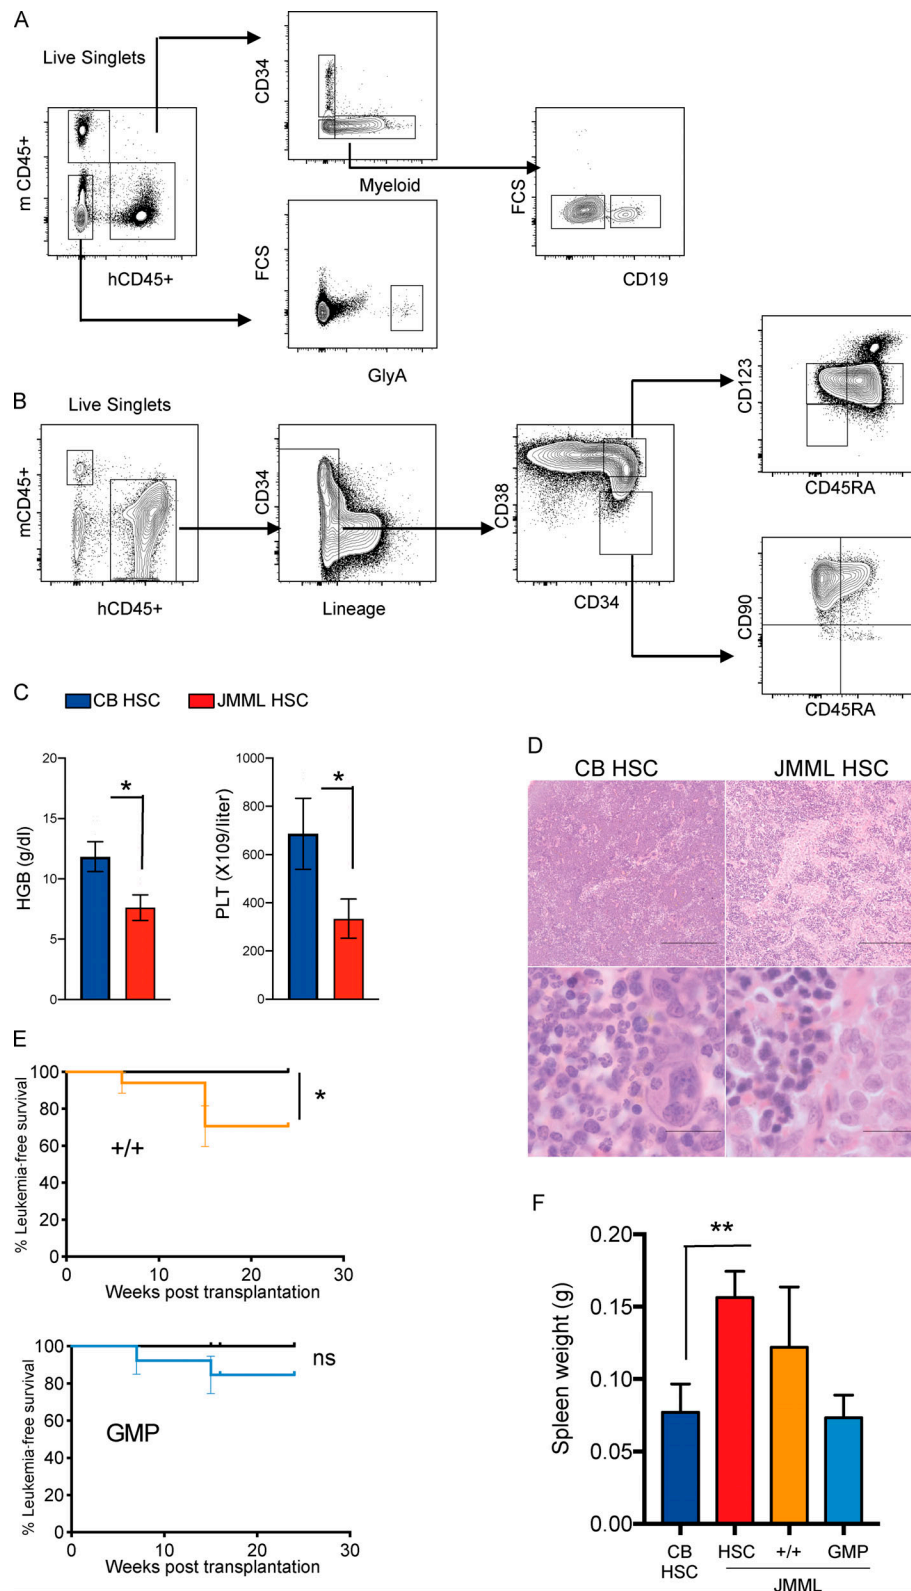 A
Live Singlets
m CD45+
hCD45+
CD34
Myeloid
FCS
CD19
FCS
GlyA
B
Live Singlets
mCD45+
hCD45+
CD34
Lineage
CD38
CD34
CD123
CD45RA
CD90
CD45RA
C
CB HSC
JMML HSC
HGB (g/dl)
20
15
10
5
0
*
PLT (X109/liter)
1000
800
600
400
200
0
*
D
CB HSC
JMML HSC
E
% Leukemia-free survival
100
80
60
40
20
0
+/+
*
0
10
20
30
Weeks post transplantation
% Leukemia-free survival
100
80
60
40
20
0
GMP
ns
0
10
20
30
Weeks post transplantation
F
Spleen weight (g)
0.20
0.15
0.10
0.05
0.00
**
CB
HSC
HSC
+/+
GMP
JMML